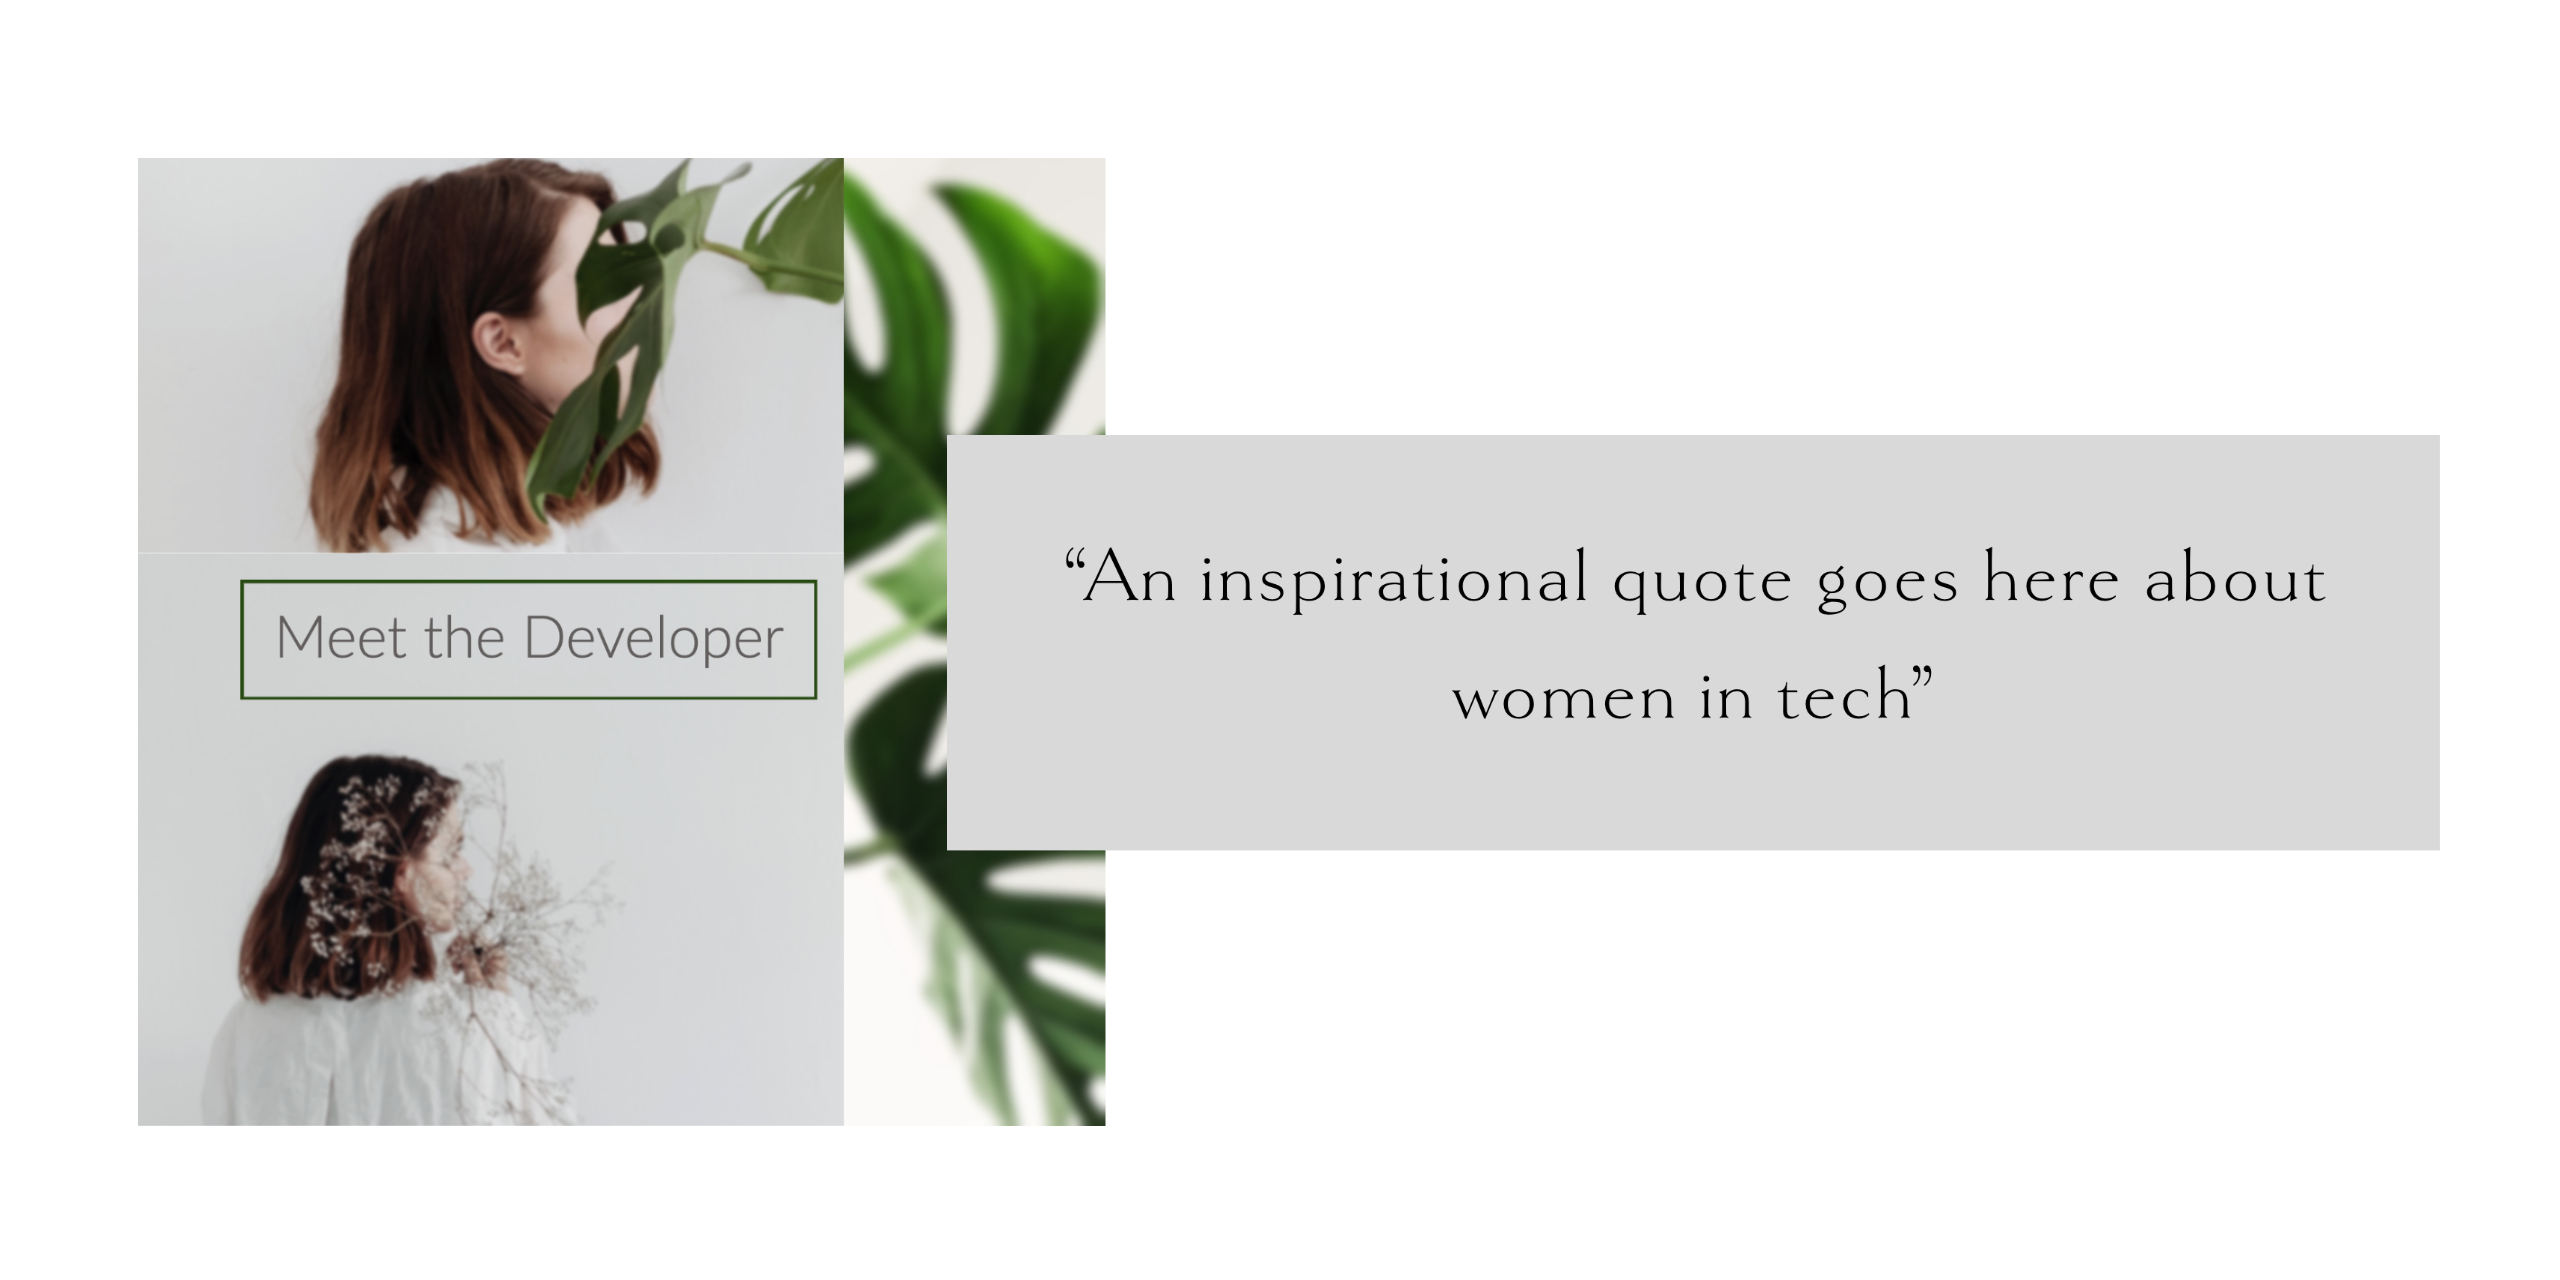 Meet the Developer
“An inspirational quote goes here about
women in tech”